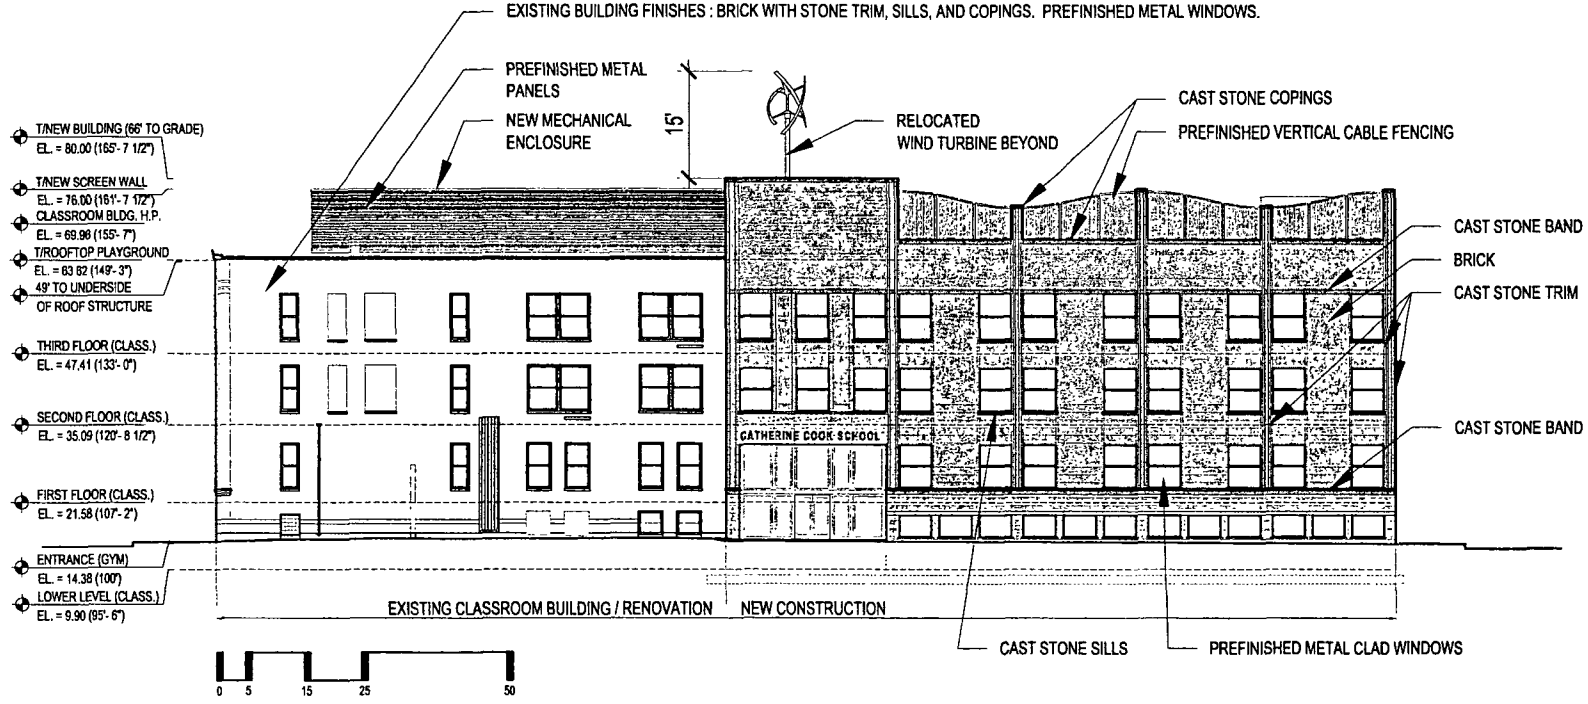 EXISTING BUILDING FINISHES : BRICK WITH STONE TRIM, SILLS, AND COPINGS. PREFINISHED METAL WINDOWS.
PREFINISHED METAL
PANELS
NEW MECHANICAL
ENCLOSURE
15'
RELOCATED
WIND TURBINE BEYOND
CAST STONE COPINGS
PREFINISHED VERTICAL CABLE FENCING
T/NEW BUILDING (66' TO GRADE)
EL. = 80.00 (165'- 7 1/2")
T/NEW SCREEN WALL
EL. = 76.00 (161'- 7 1/2")
CLASSROOM BLDG. H.P.
EL. = 69.96 (155'- 7")
T/ROOFTOP PLAYGROUND
EL. = 63 62 (149'- 3")
49' TO UNDERSIDE
OF ROOF STRUCTURE
THIRD FLOOR (CLASS.)
EL. = 47.41 (133'- 0")
SECOND FLOOR (CLASS.)
EL. = 35.09 (120'- 8 1/2")
FIRST FLOOR (CLASS.)
EL. = 21.58 (107'- 2")
ENTRANCE (GYM)
EL. = 14.38 (100')
LOWER LEVEL (CLASS.)
EL. = 9.90 (95'- 6")
CAST STONE BAND
BRICK
CAST STONE TRIM
CAST STONE BAND
CATHERINE COOK SCHOOL
EXISTING CLASSROOM BUILDING / RENOVATION
NEW CONSTRUCTION
CAST STONE SILLS
PREFINISHED METAL CLAD WINDOWS
0 5 15 25 50